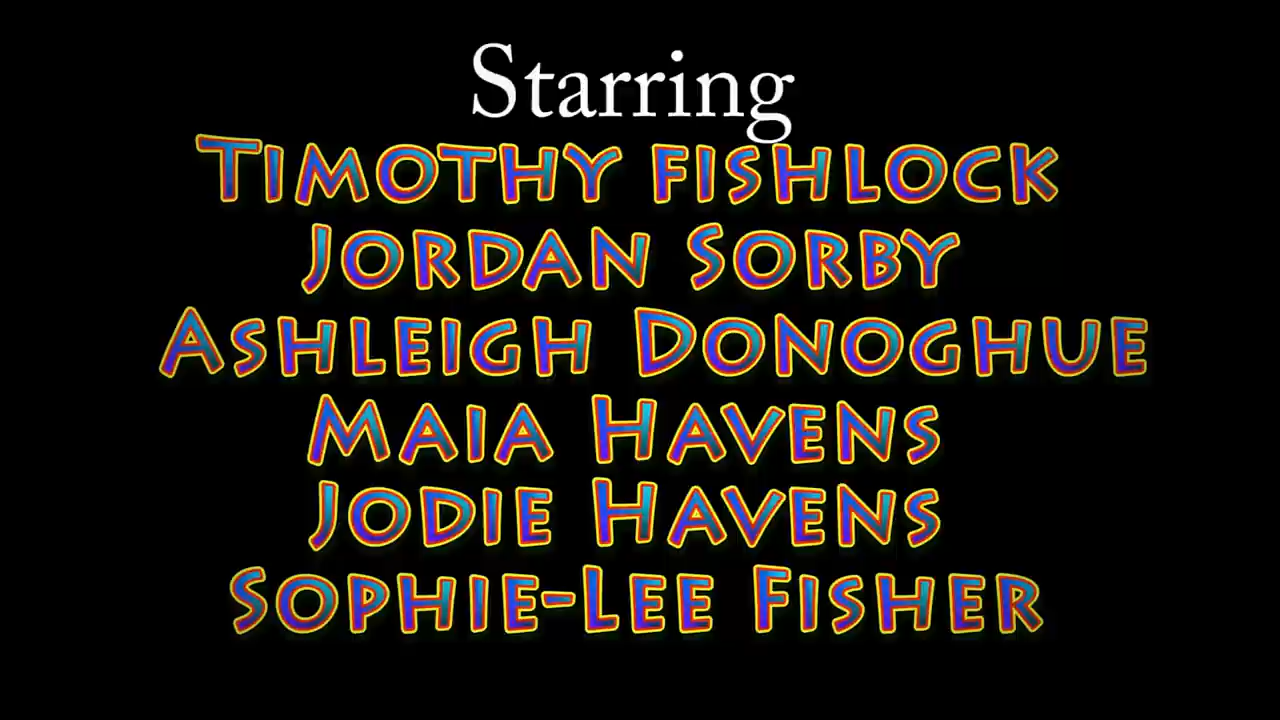 Starring
Timothy fishlock
Jordan Sorby
Ashleigh Donoghue
Maia Havens
Jodie Havens
Sophie-Lee Fisher